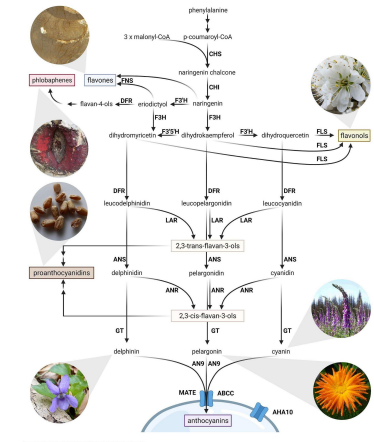 phenylalanine
3 x malonyl-CoA p-coumaroyl-CoA
CHS
naringenin chalcone
phlobaphenes flavones
FNS
CHI
flavan-4-ols DFR eriodictyol F3'H naringenin
F3H F3H
dihydromyricetin F3'5'H dihydrokaempferol F3'H dihydroquercetin FLS flavonols
FLS
FLS
DFR DFR DFR
leucodelphinidin leucopelargonidin leucocyanidin
LAR LAR LAR
2,3-trans-flavan-3-ols
ANS ANS ANS
proanthocyanidins delphinidin pelargonidin cyanidin
ANR ANR ANR
2,3-cis-flavan-3-ols
GT GT GT
delphinin pelargonin cyanin
AN9 AN9
MATE ABCC
AHA10
anthocyanins